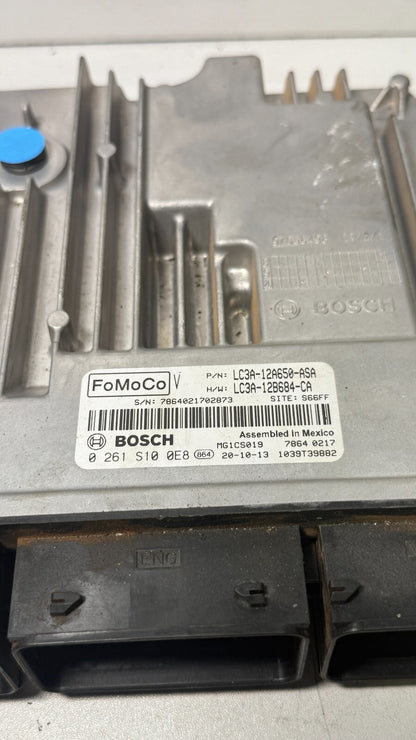 BOSCH
FoMoCo V
P/N: LC3A-12A650-ASA
H/W: LC3A-12B684-CA
S/N: 7864021702873 SITE: S66FF
BOSCH
Assembled in Mexico
MG1CS019 7864 0217
0 261 S10 0E8 864 20-10-13 1039T39882
ENG